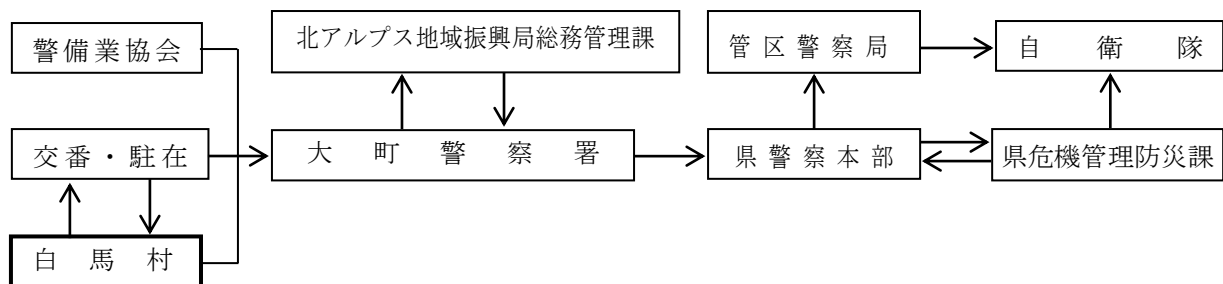 警備業協会
北アルプス地域振興局総務管理課
管区警察局
自衛隊
交番・駐在
大町警察署
県警察本部
県危機管理防災課
白馬村